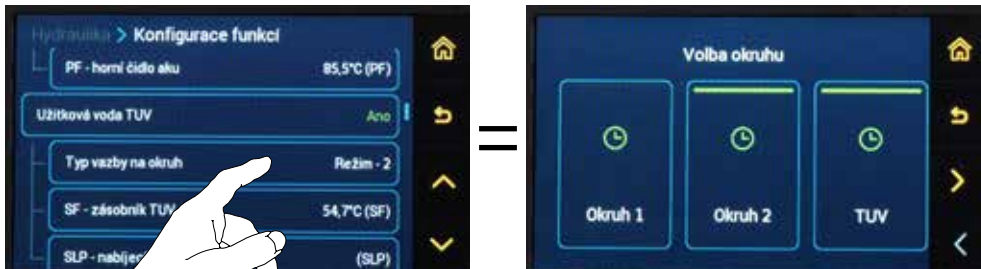 Hydraulika > Konfigurace funkcí
PF - horní čidlo aku 85,5°C (PF)
Užitková voda TUV Ano
Typ vazby na okruh Režim - 2
SF - zásobník TUV 54,7°C (SF)
SLP - nabíjecí (SLP)
=
Volba okruhu
Okruh 1
Okruh 2
TUV